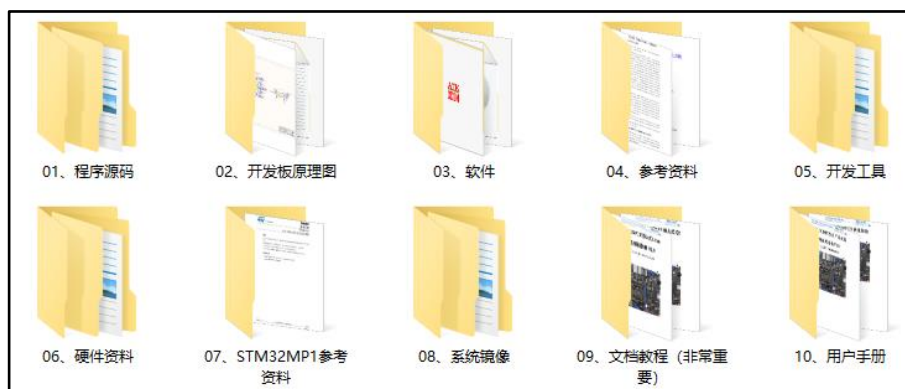 01、程序源码
02、开发板原理图
03、软件
04、参考资料
05、开发工具
06、硬件资料
07、STM32MP1参考
资料
08、系统镜像
09、文档教程（非常重
要）
10、用户手册